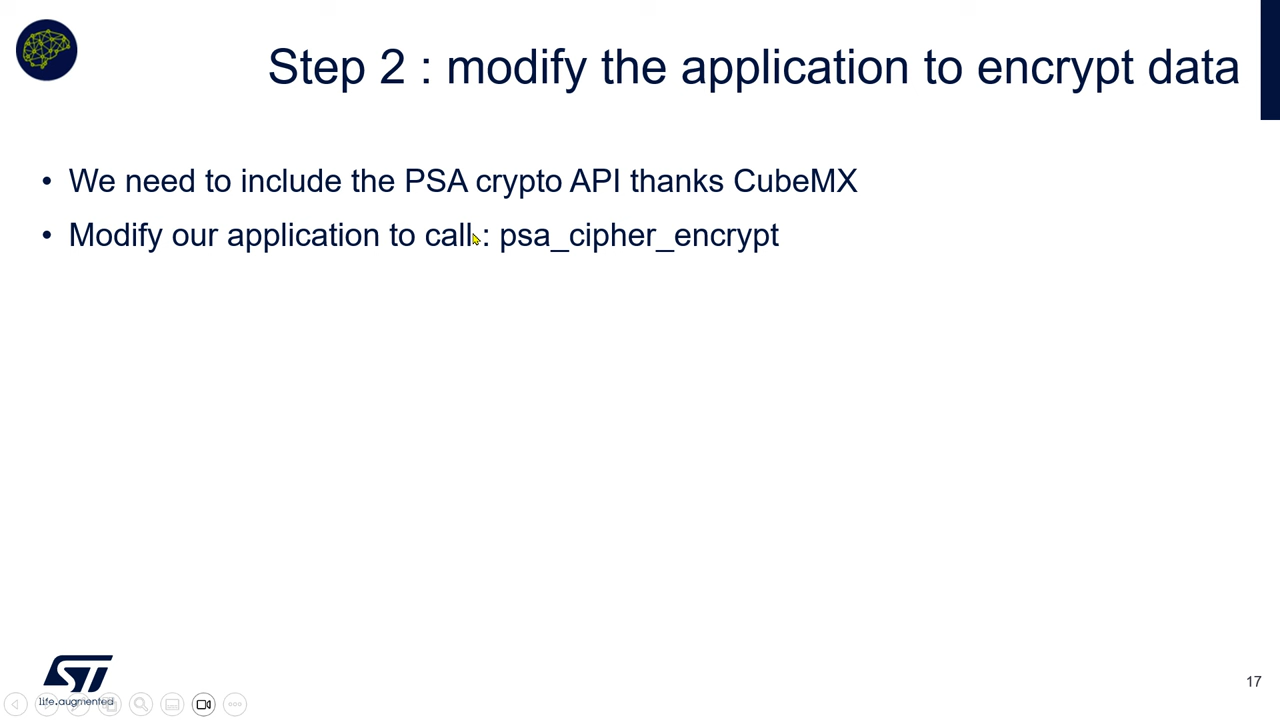 Step 2 : modify the application to encrypt data
• We need to include the PSA crypto API thanks CubeMX
• Modify our application to call : psa_cipher_encrypt
ST
life.augmented
17